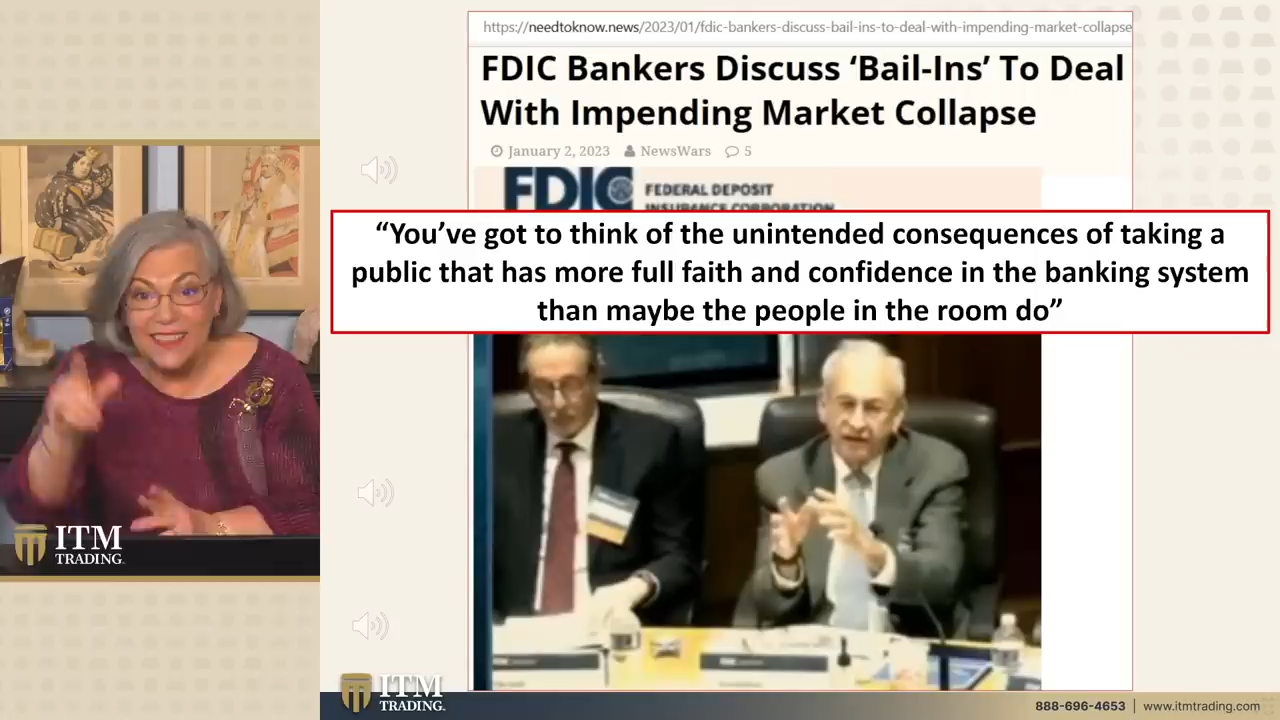 https://needtoknow.news/2023/01/fdic-bankers-discuss-bail-ins-to-deal-with-impending-market-collapse
FDIC Bankers Discuss ‘Bail-Ins’ To Deal
With Impending Market Collapse
January 2, 2023 NewsWars 5
FDIC FEDERAL DEPOSIT
INSURANCE CORPORATION
“You’ve got to think of the unintended consequences of taking a
public that has more full faith and confidence in the banking system
than maybe the people in the room do”
ITM
TRADING
ITM
TRADING
888-696-4653 | www.itmtrading.com